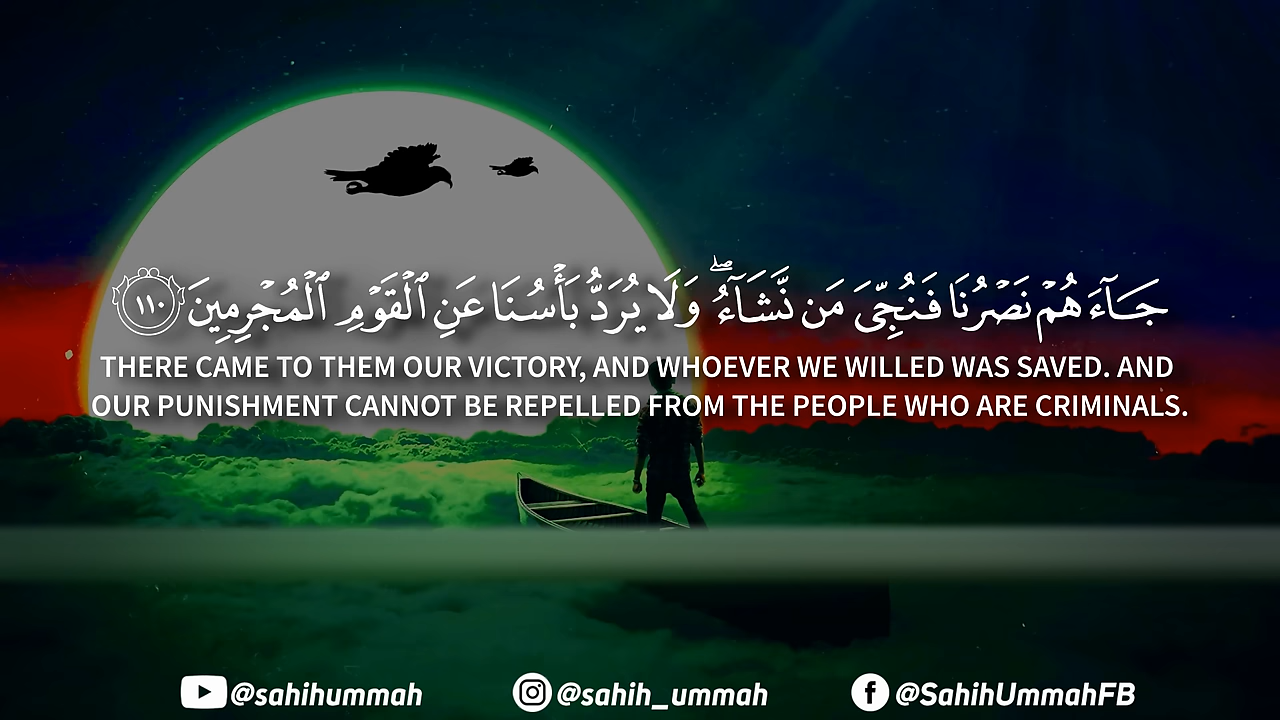 جَآءَهُمْ نَصْرُنَا فَنُجِّىَ مَن نَّشَآءُ ۖ وَلَا يُرَدُّ بَأْسُنَا عَنِ ٱلْقَوْمِ ٱلْمُجْرِمِينَ ١١٠
THERE CAME TO THEM OUR VICTORY, AND WHOEVER WE WILLED WAS SAVED. AND
OUR PUNISHMENT CANNOT BE REPELLED FROM THE PEOPLE WHO ARE CRIMINALS.
@sahihummah @sahih_ummah @SahihUmmahFB